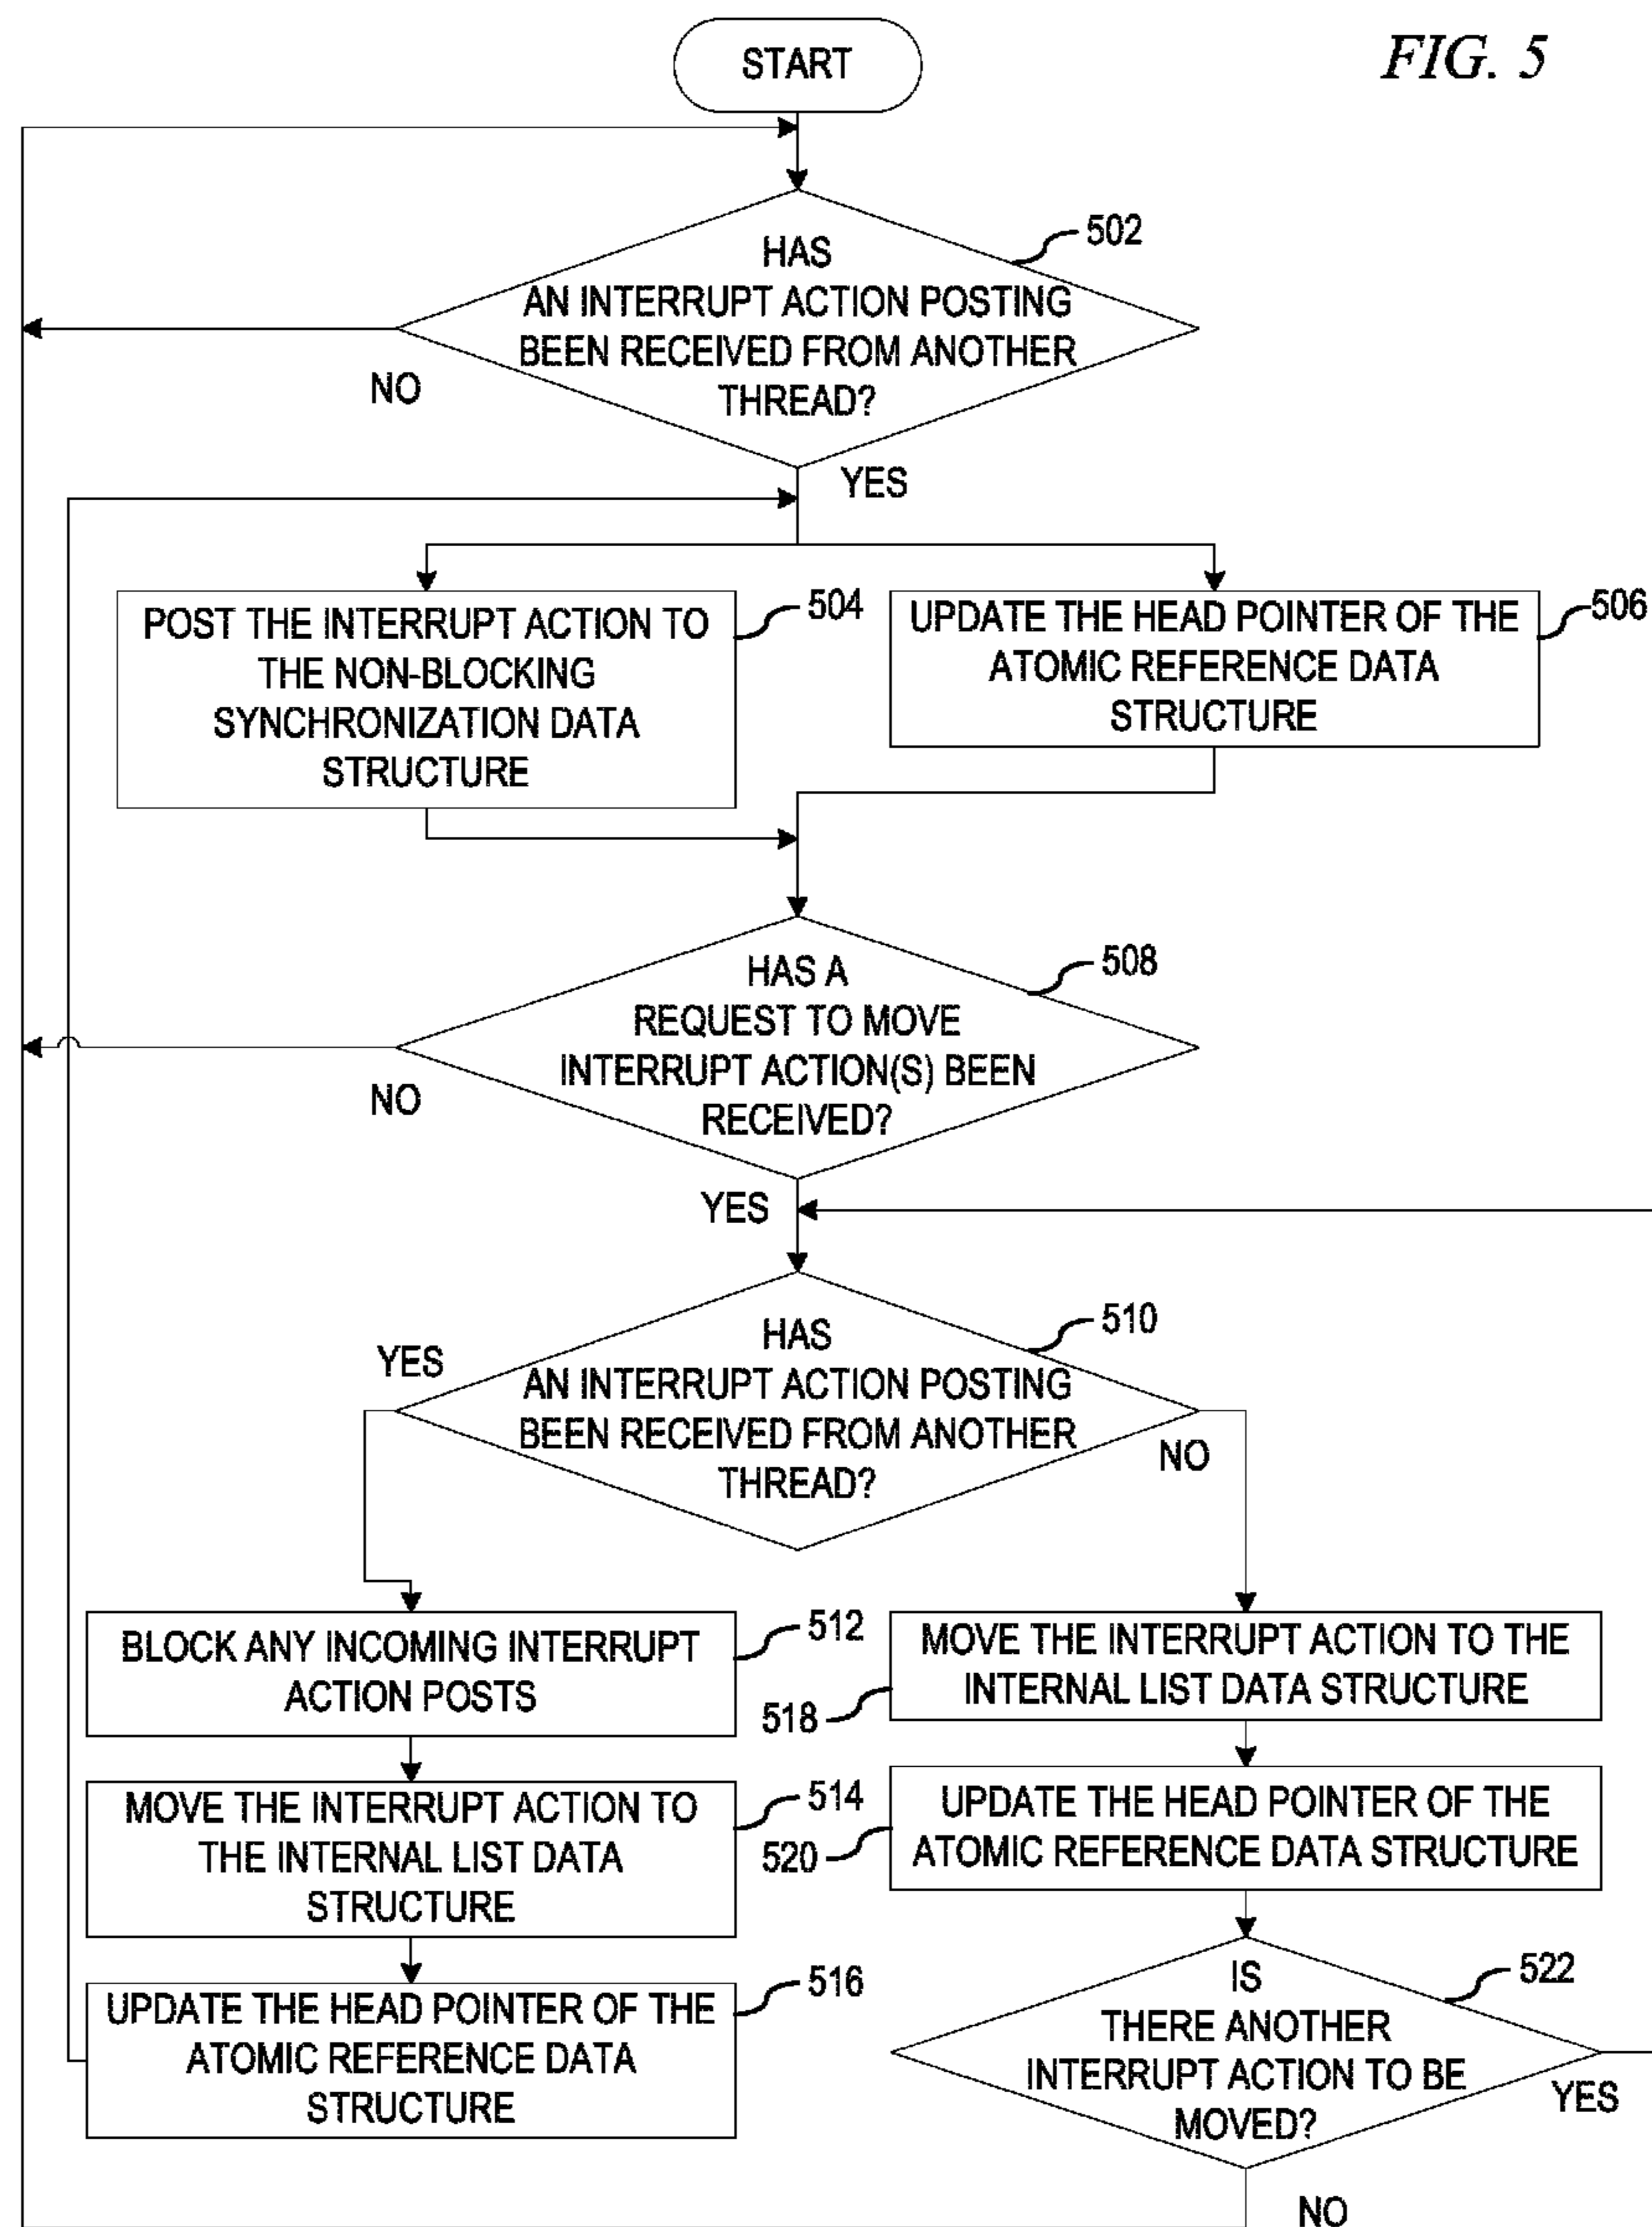 START
FIG. 5
HAS
AN INTERRUPT ACTION POSTING
BEEN RECEIVED FROM ANOTHER
THREAD?
502
NO
YES
POST THE INTERRUPT ACTION TO
THE NON-BLOCKING
SYNCHRONIZATION DATA
STRUCTURE
504
UPDATE THE HEAD POINTER OF THE
ATOMIC REFERENCE DATA
STRUCTURE
506
HAS A
REQUEST TO MOVE
INTERRUPT ACTION(S) BEEN
RECEIVED?
508
NO
YES
HAS
AN INTERRUPT ACTION POSTING
BEEN RECEIVED FROM ANOTHER
THREAD?
510
YES
NO
BLOCK ANY INCOMING INTERRUPT
ACTION POSTS
512
MOVE THE INTERRUPT ACTION TO
THE INTERNAL LIST DATA
STRUCTURE
514
UPDATE THE HEAD POINTER OF THE
ATOMIC REFERENCE DATA
STRUCTURE
516
MOVE THE INTERRUPT ACTION TO THE
INTERNAL LIST DATA STRUCTURE
518
UPDATE THE HEAD POINTER OF THE
ATOMIC REFERENCE DATA STRUCTURE
520
IS
THERE ANOTHER
INTERRUPT ACTION TO BE
MOVED?
522
YES
NO